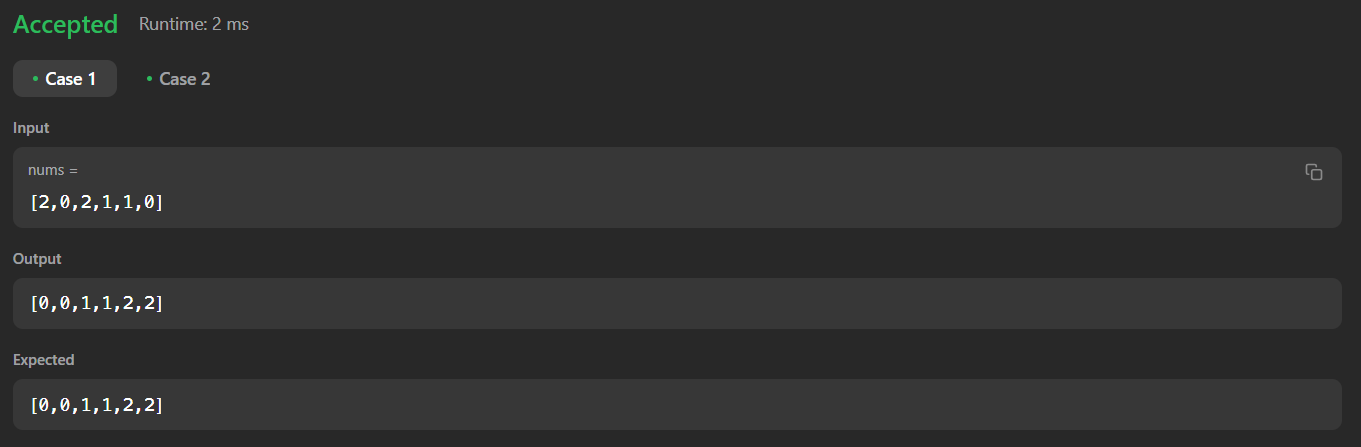 Accepted Runtime: 2 ms
• Case 1 • Case 2
Input
nums =
[2,0,2,1,1,0]
Output
[0,0,1,1,2,2]
Expected
[0,0,1,1,2,2]